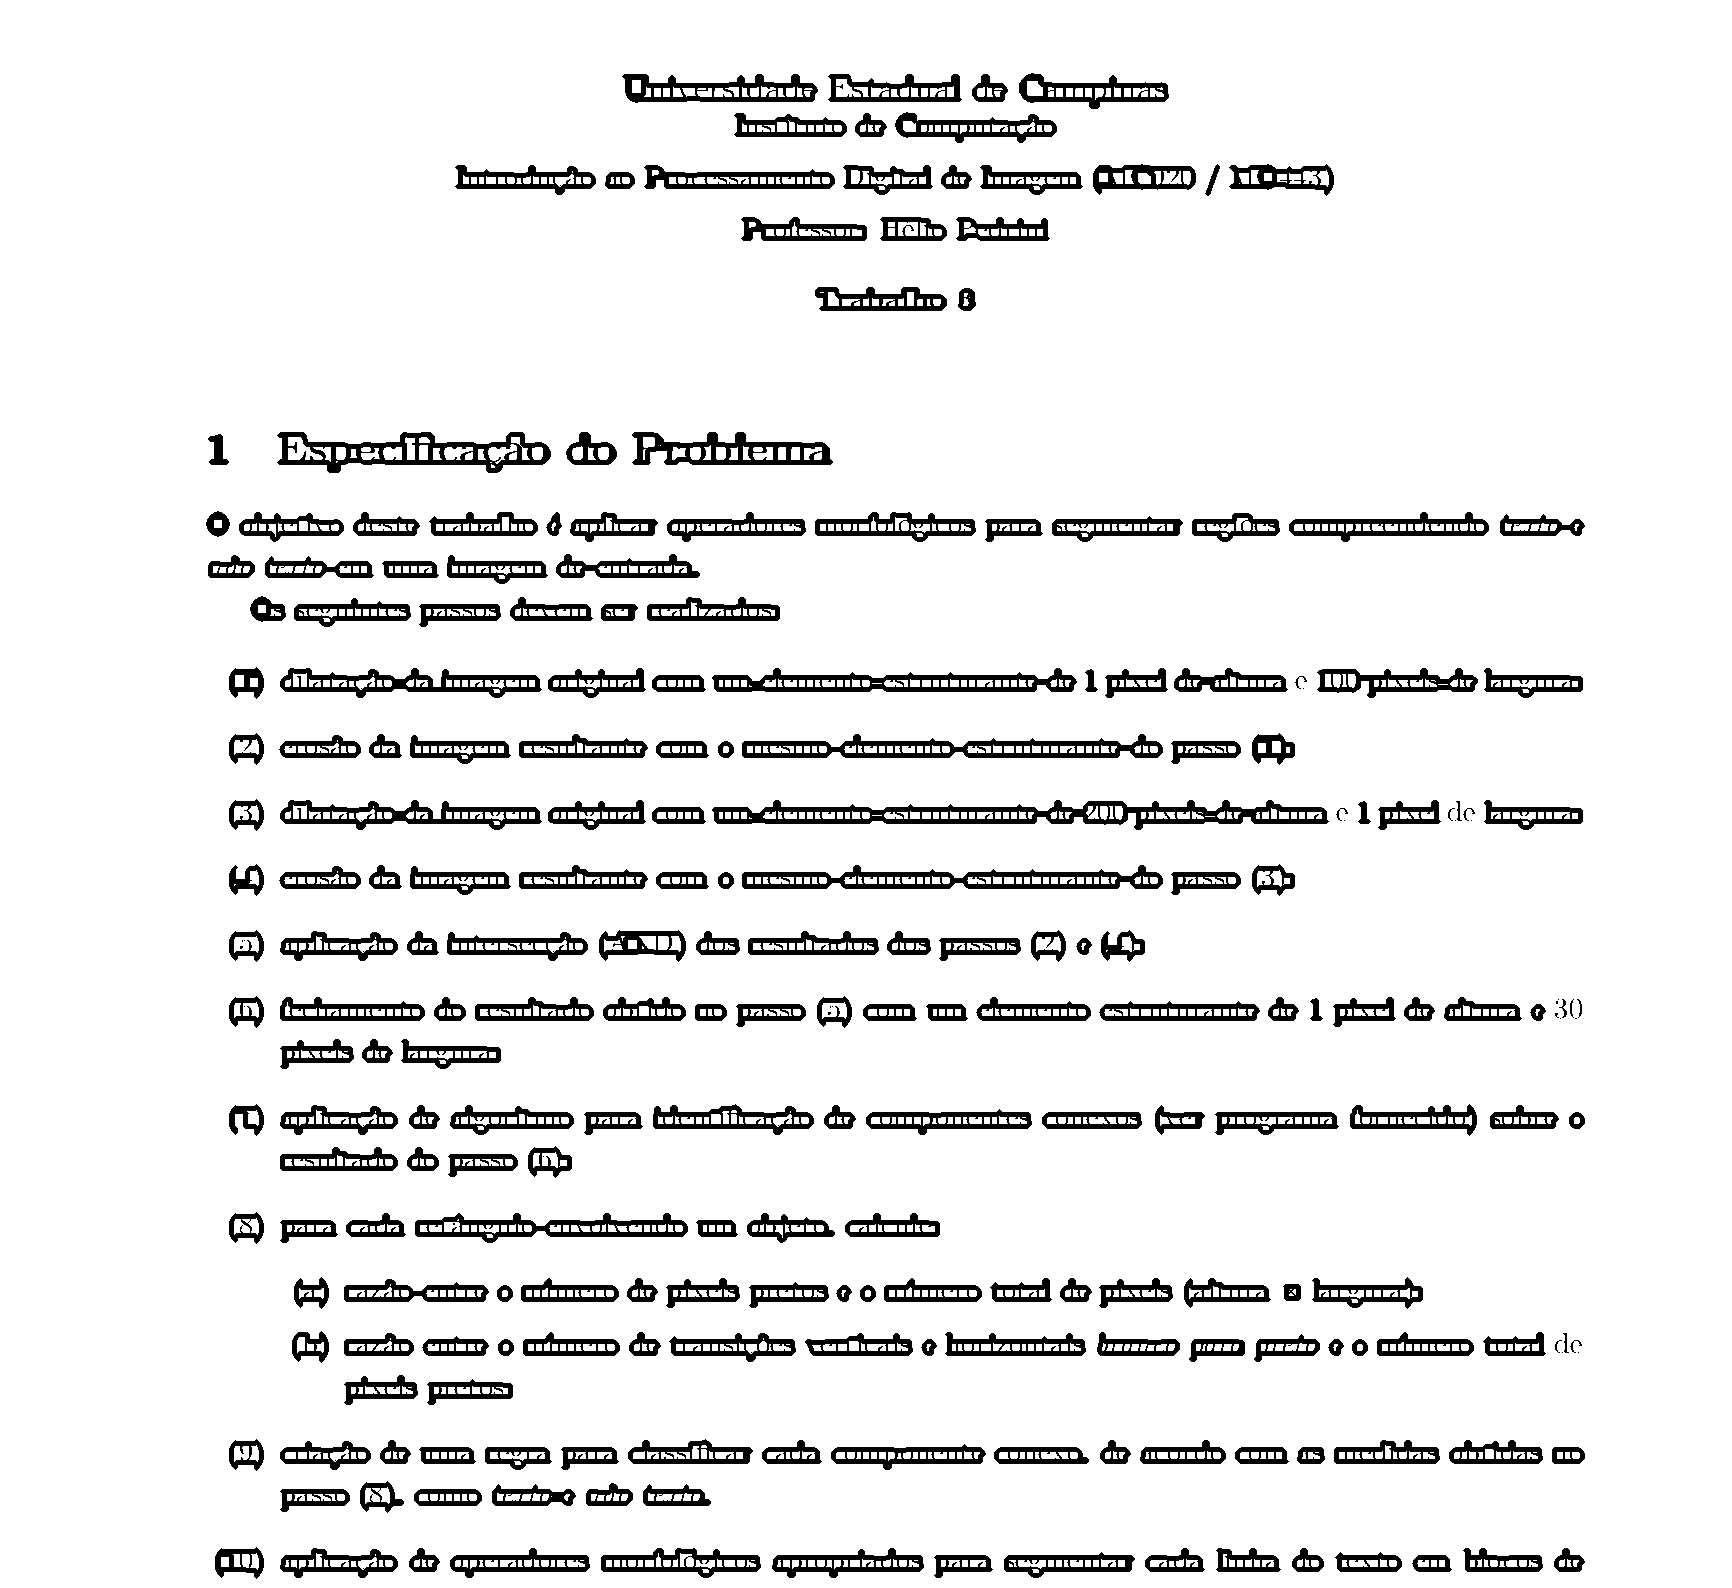 Universidade Estadual de Campinas
Instituto de Computação
Introdução ao Processamento Digital de Imagem (MC920 / MO443)
Professor: Hélio Pedrini
Trabalho
1 Especificação do Problema
O objetivo deste trabalho é aplicar operadores morfológicos para segmentar regiões compreendendo texto e
não texto em uma imagem de entrada.
Os seguintes passos devem ser realizados:
(1) dilatação da imagem original com um elemento estruturante de 1 pixel de altura e 100 pixels de largura;
(2) erosão da imagem resultante com o mesmo elemento estruturante do passo (1);
(3) dilatação da imagem original com um elemento estruturante de 200 pixels de altura e 1 pixel de largura;
(4) erosão da imagem resultante com o mesmo elemento estruturante do passo (3);
(5) aplicação da intersecção (AND) dos resultados dos passos (2) e (4);
(6) fechamento do resultado obtido no passo (5) com um elemento estruturante de 1 pixel de altura e 30
pixels de largura;
(7) aplicação de algoritmo para identificação de componentes conexos (ver programa fornecido) sobre o
resultado do passo (6);
(8) para cada retângulo envolvendo um objeto, calcule:
(a) razão entre o número de pixels pretos e o número total de pixels (altura × largura);
(b) razão entre o número de transições verticais e horizontais branco para preto e o número total de
pixels pretos;
(9) criação de uma regra para classificar cada componente conexo, de acordo com as medidas obtidas no
passo (8), como texto e não texto.
(10) aplicação de operadores morfológicos apropriados para segmentar cada linha do texto em blocos de